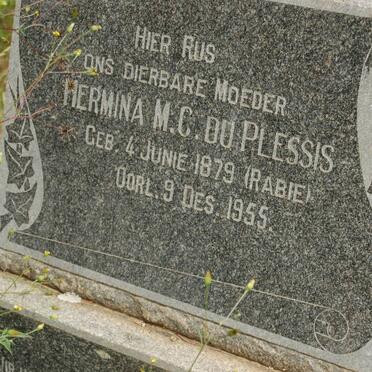 HIER RUS
ONS DIERBARE MOEDER
HERMINA M.C. DU PLESSIS
GEB. 4 JUNIE 1879 (RABIE)
OORL. 9 DES. 1955.